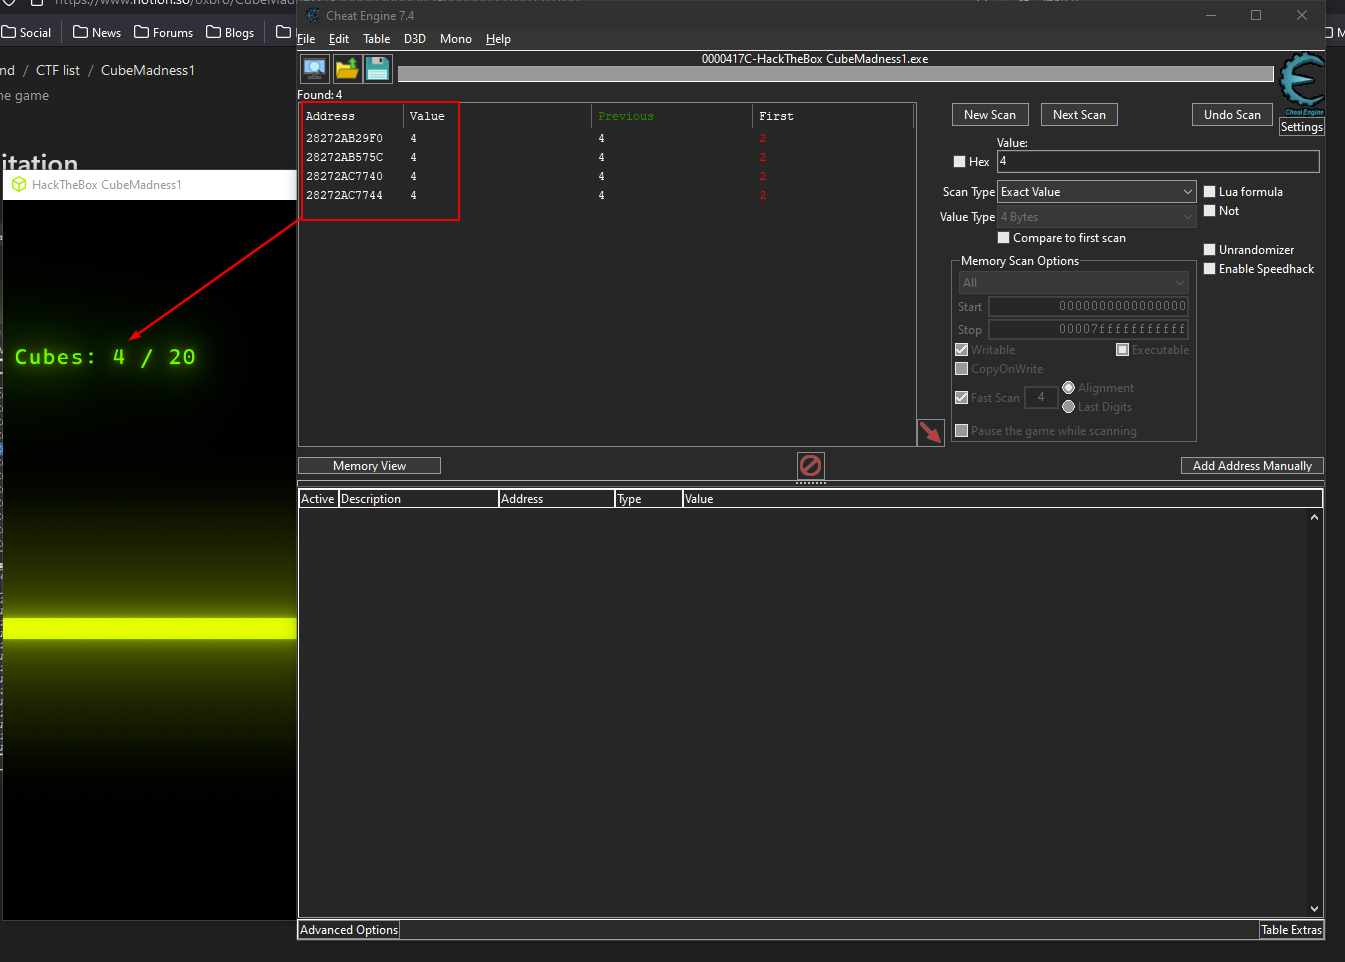 Social
News
Forums
Blogs
nd / CTF list / CubeMadness1
ne game
itation
HackTheBox CubeMadness1
Cubes: 4 / 20
Cheat Engine 7.4
File Edit Table D3D Mono Help
0000417C-HackTheBox CubeMadness1.exe
Found: 4
Address Value Previous First
28272AB29F0 4 4 2
28272AB575C 4 4 2
28272AC7740 4 4 2
28272AC7744 4 4 2
New Scan Next Scan Undo Scan
Cheat Engine
Settings
Value:
Hex 4
Scan Type Exact Value
Lua formula
Value Type 4 Bytes
Not
Compare to first scan
Unrandomizer
Enable Speedhack
Memory Scan Options
All
Start 0000000000000000
Stop 00007fffffffffff
Writable Executable
CopyOnWrite
Fast Scan 4
Alignment
Last Digits
Pause the game while scanning
Memory View
Add Address Manually
Active Description Address Type Value
Advanced Options
Table Extras